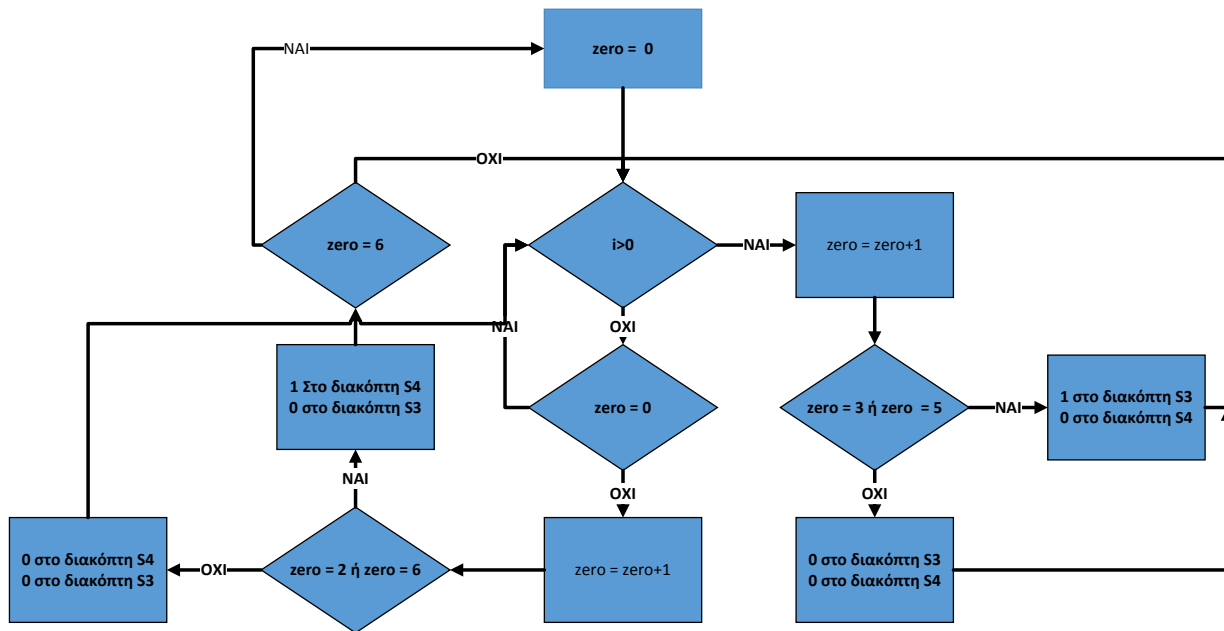 NAI
zero =  0
ΟΧΙ
zero = 6
i>0
ΝΑΙ
zero = zero+1
ΝΑΙ
ΟΧΙ
1 Στο διακόπτη S4
0 στο διακόπτη S3
zero = 0
zero = 3 ή zero  = 5
ΝΑΙ
1 στο διακόπτη S3
0 στο διακόπτη S4
ΝΑΙ
ΟΧΙ
ΟΧΙ
0 στο διακόπτη S4
0 στο διακόπτη S3
ΟΧΙ
zero = 2 ή zero = 6
zero = zero+1
0 στο διακόπτη S3
0 στο διακόπτη S4